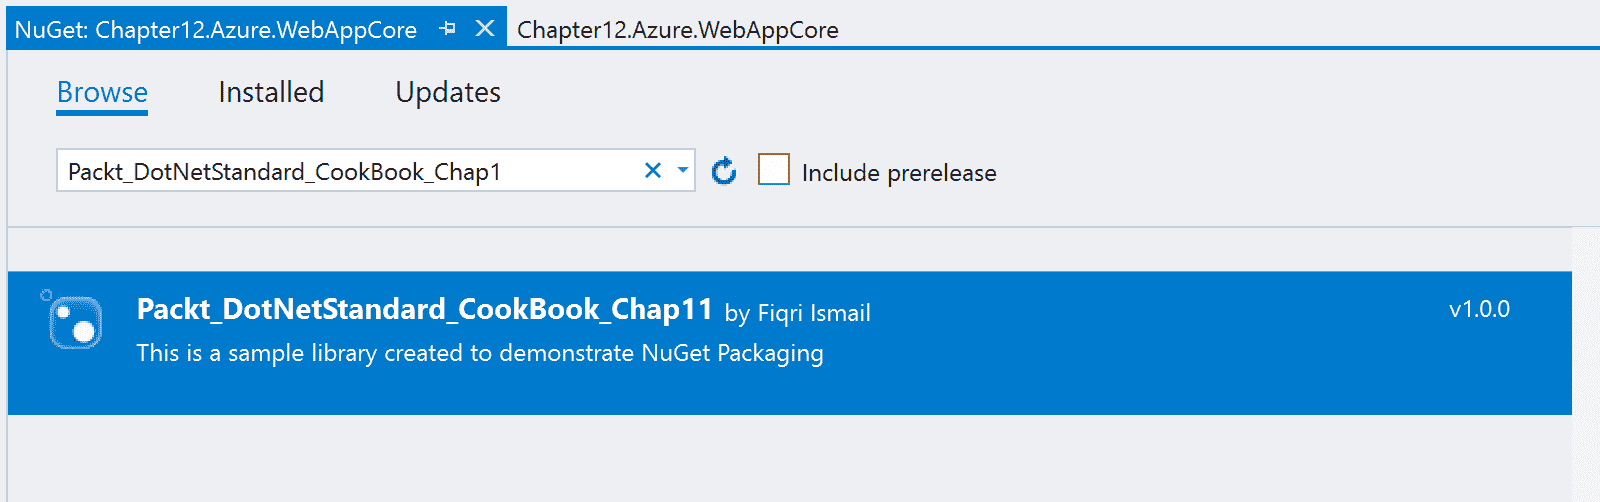 NuGet: Chapter12.Azure.WebAppCore
Chapter12.Azure.WebAppCore
Browse Installed Updates
Packt_DotNetStandard_CookBook_Chap1
Include prerelease
Packt_DotNetStandard_CookBook_Chap11 by Fiqri Ismail
v1.0.0
This is a sample library created to demonstrate NuGet Packaging